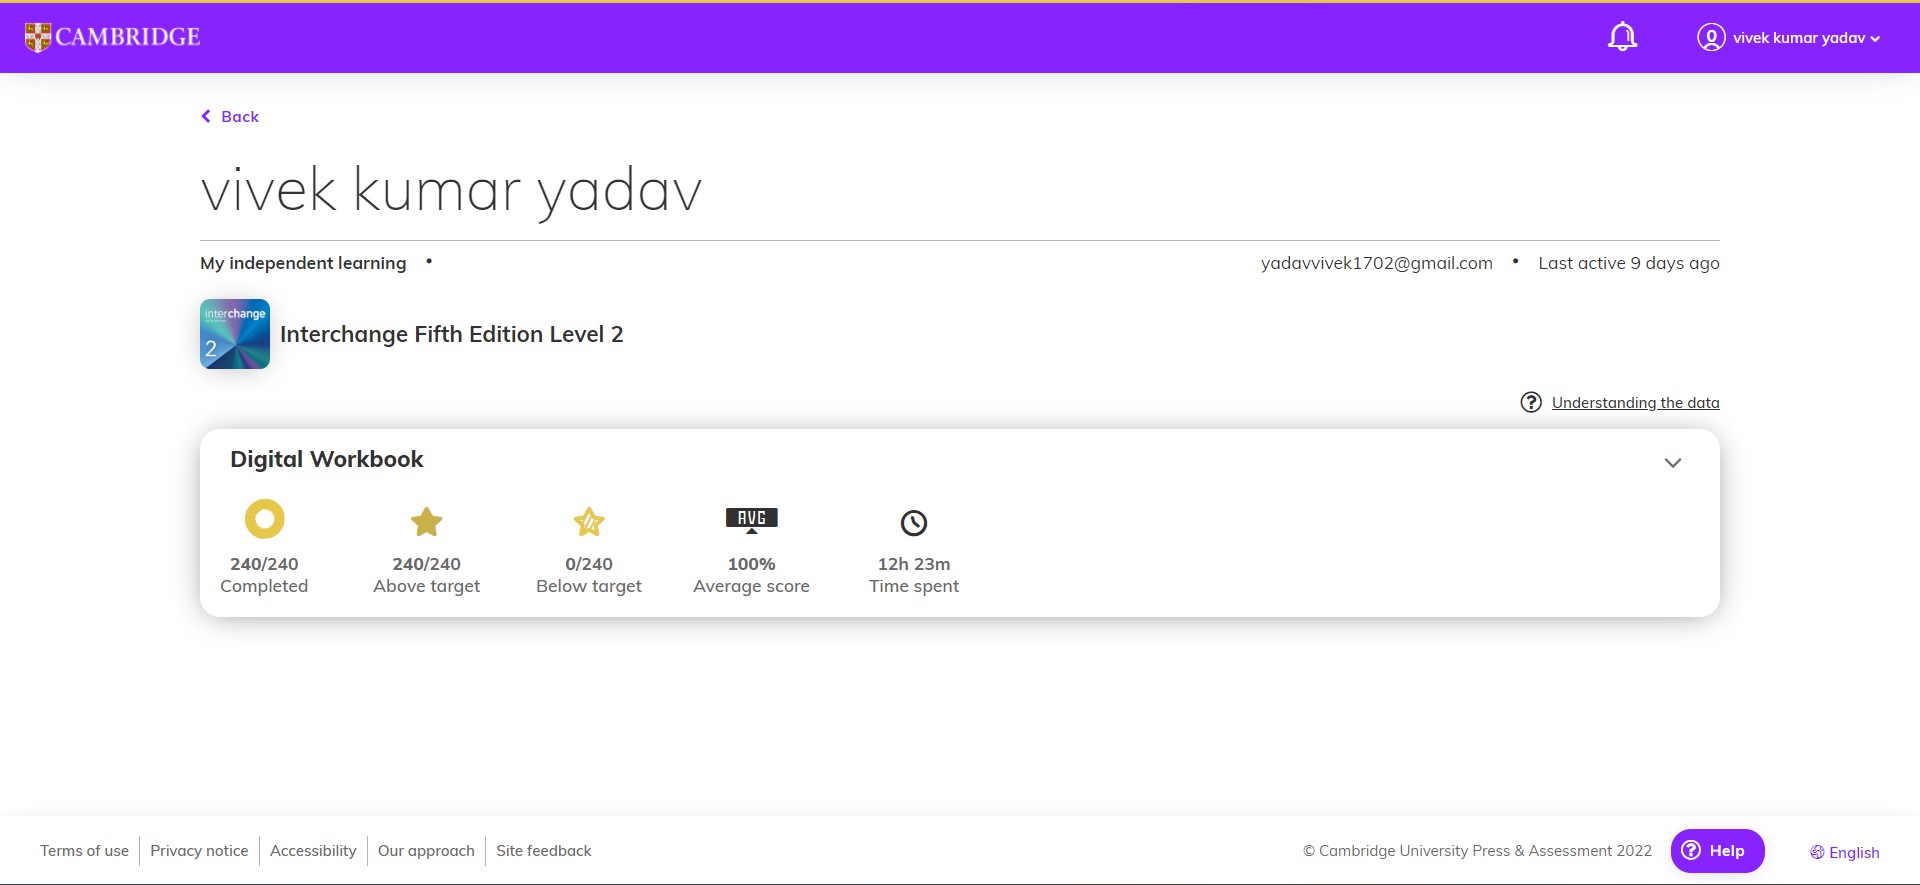 CAMBRIDGE
vivek kumar yadav
Back
vivek kumar yadav
My independent learning •
yadavvivek1702@gmail.com • Last active 9 days ago
interchange
2
Interchange Fifth Edition Level 2
Understanding the data
Digital Workbook
AVG
240/240 240/240 0/240 100% 12h 23m
Completed Above target Below target Average score Time spent
Terms of use Privacy notice Accessibility Our approach Site feedback © Cambridge University Press & Assessment 2022 Help English